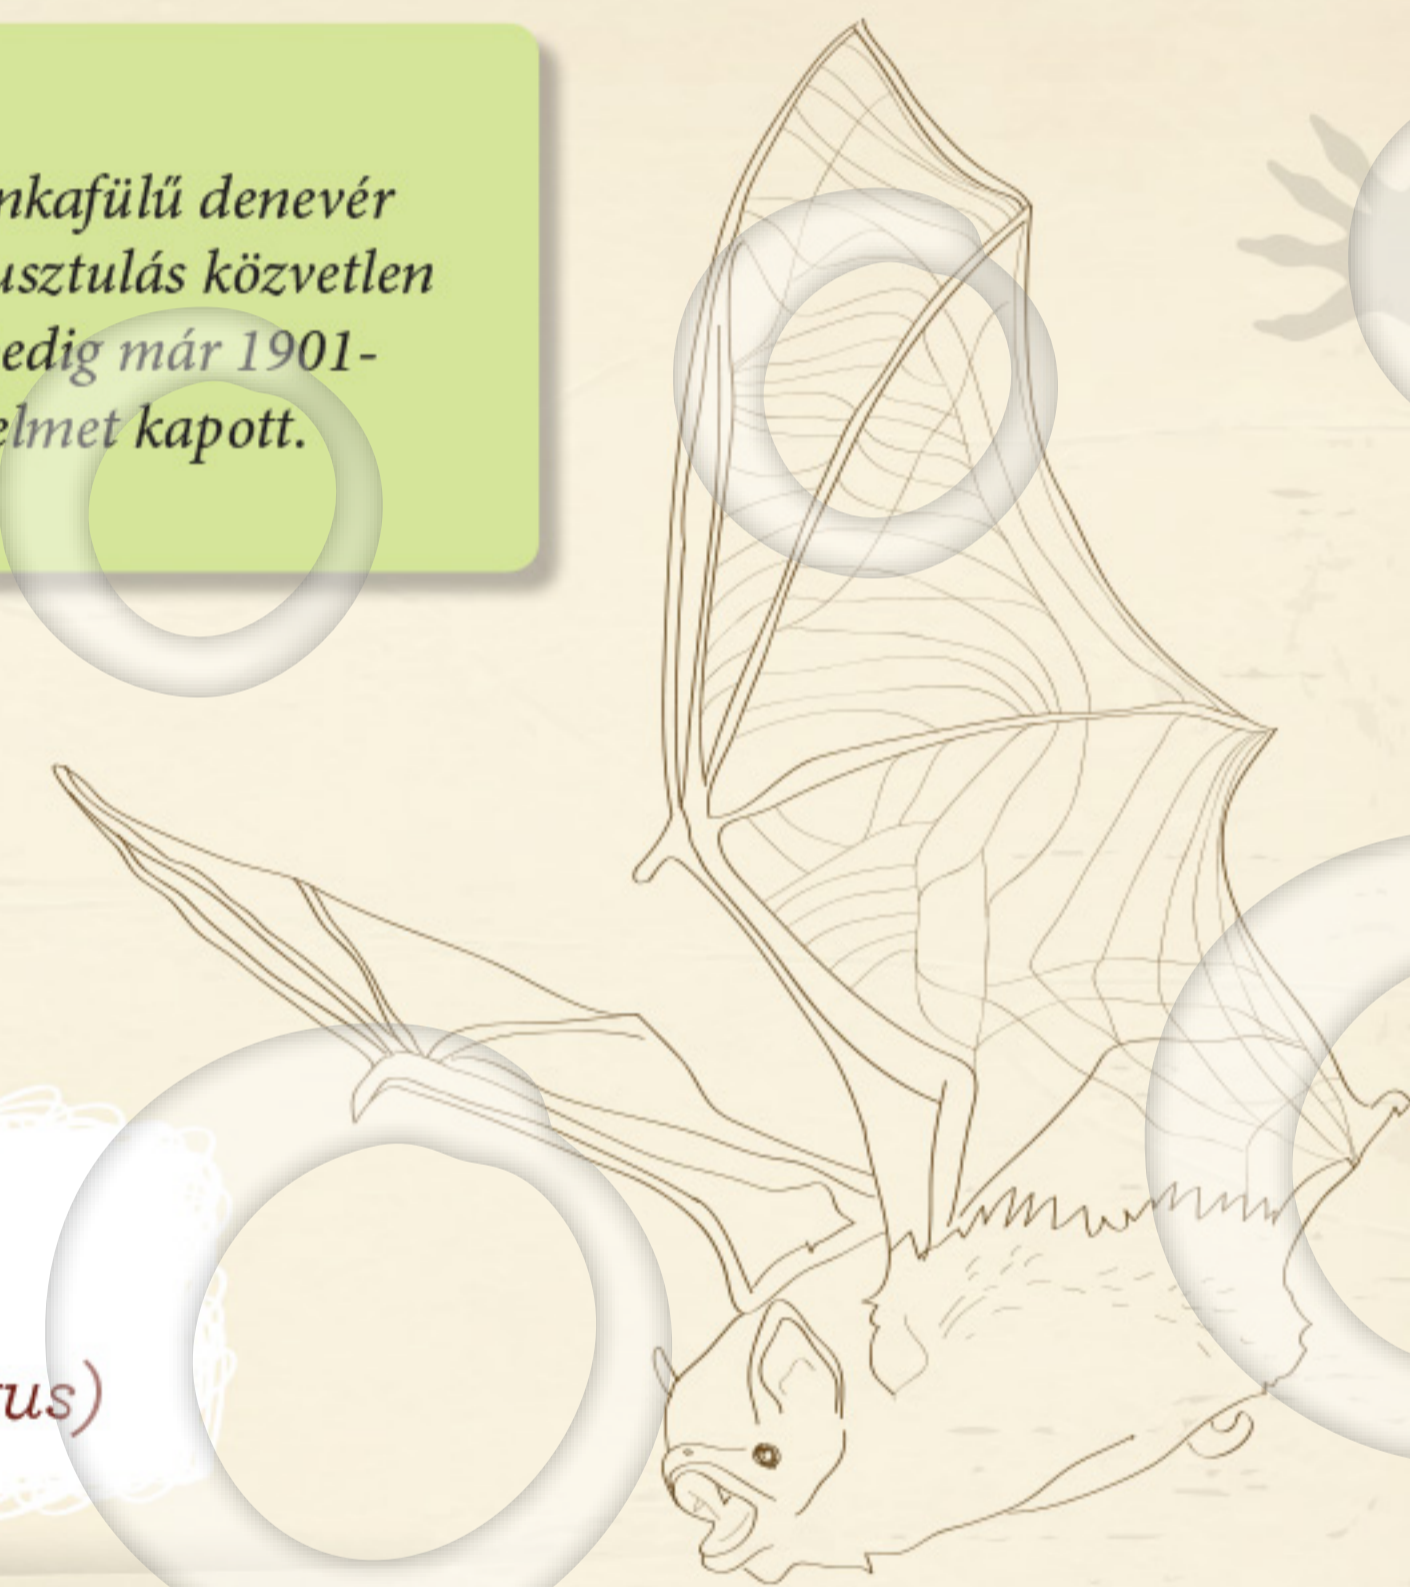 nkafülű denevér
usztulás közvetlen
edig már 1901-
elmet kapott.
us)